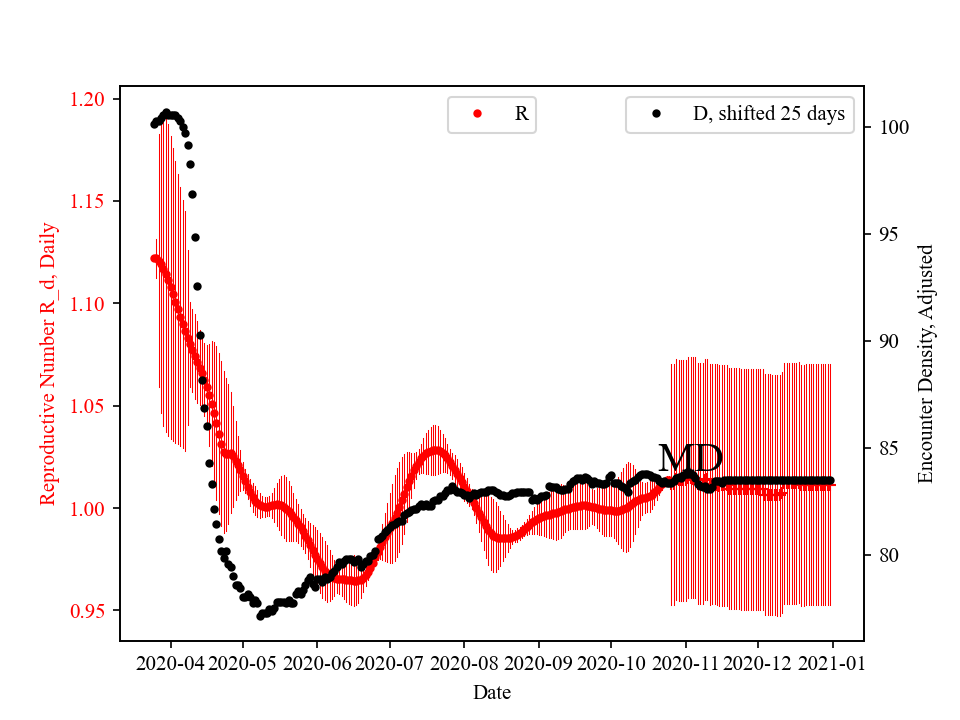 R
D, shifted 25 days
1.20
1.15
1.10
1.05
1.00
0.95
Reproductive Number R_d, Daily
100
95
90
85
80
Encounter Density, Adjusted
MD
2020-04 2020-05 2020-06 2020-07 2020-08 2020-09 2020-10 2020-11 2020-12 2021-01
Date